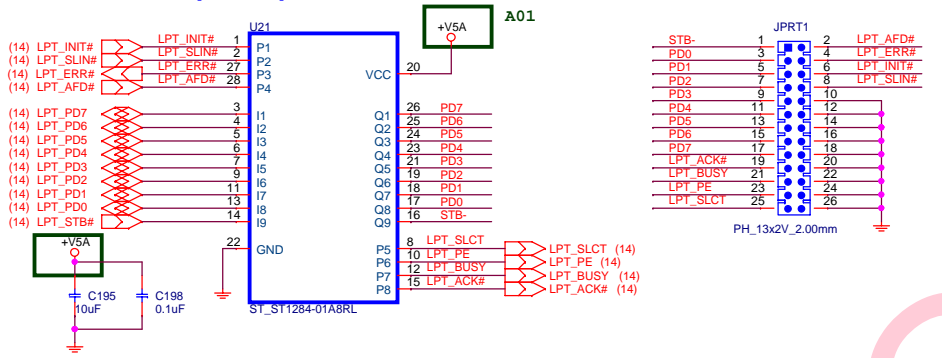 U21
A01
+V5A
JPRT1
(14) LPT_INIT# LPT_INIT# 1 P1
(14) LPT_SLIN# LPT_SLIN# 2 P2
(14) LPT_ERR# LPT_ERR# 27 P3
(14) LPT_AFD# LPT_AFD# 28 P4
VCC 20
(14) LPT_PD7 3 I1
(14) LPT_PD6 4 I2
(14) LPT_PD5 5 I3
(14) LPT_PD4 6 I4
(14) LPT_PD3 7 I5
(14) LPT_PD2 9 I6
(14) LPT_PD1 11 I7
(14) LPT_PD0 13 I8
(14) LPT_STB# 14 I9
Q1 26 PD7
Q2 25 PD6
Q3 24 PD5
Q4 23 PD4
Q5 21 PD3
Q6 19 PD2
Q7 18 PD1
Q8 17 PD0
Q9 16 STB-
22 GND
P5 8 LPT_SLCT LPT_SLCT (14)
P6 10 LPT_PE LPT_PE (14)
P7 12 LPT_BUSY LPT_BUSY (14)
P8 15 LPT_ACK# LPT_ACK# (14)
ST_ST1284-01A8RL
+V5A
C195
10uF
C198
0.1uF
STB- 1 2 LPT_AFD#
PD0 3 4 LPT_ERR#
PD1 5 6 LPT_INIT#
PD2 7 8 LPT_SLIN#
PD3 9 10
PD4 11 12
PD5 13 14
PD6 15 16
PD7 17 18
LPT_ACK# 19 20
LPT_BUSY 21 22
LPT_PE 23 24
LPT_SLCT 25 26
PH_13x2V_2.00mm